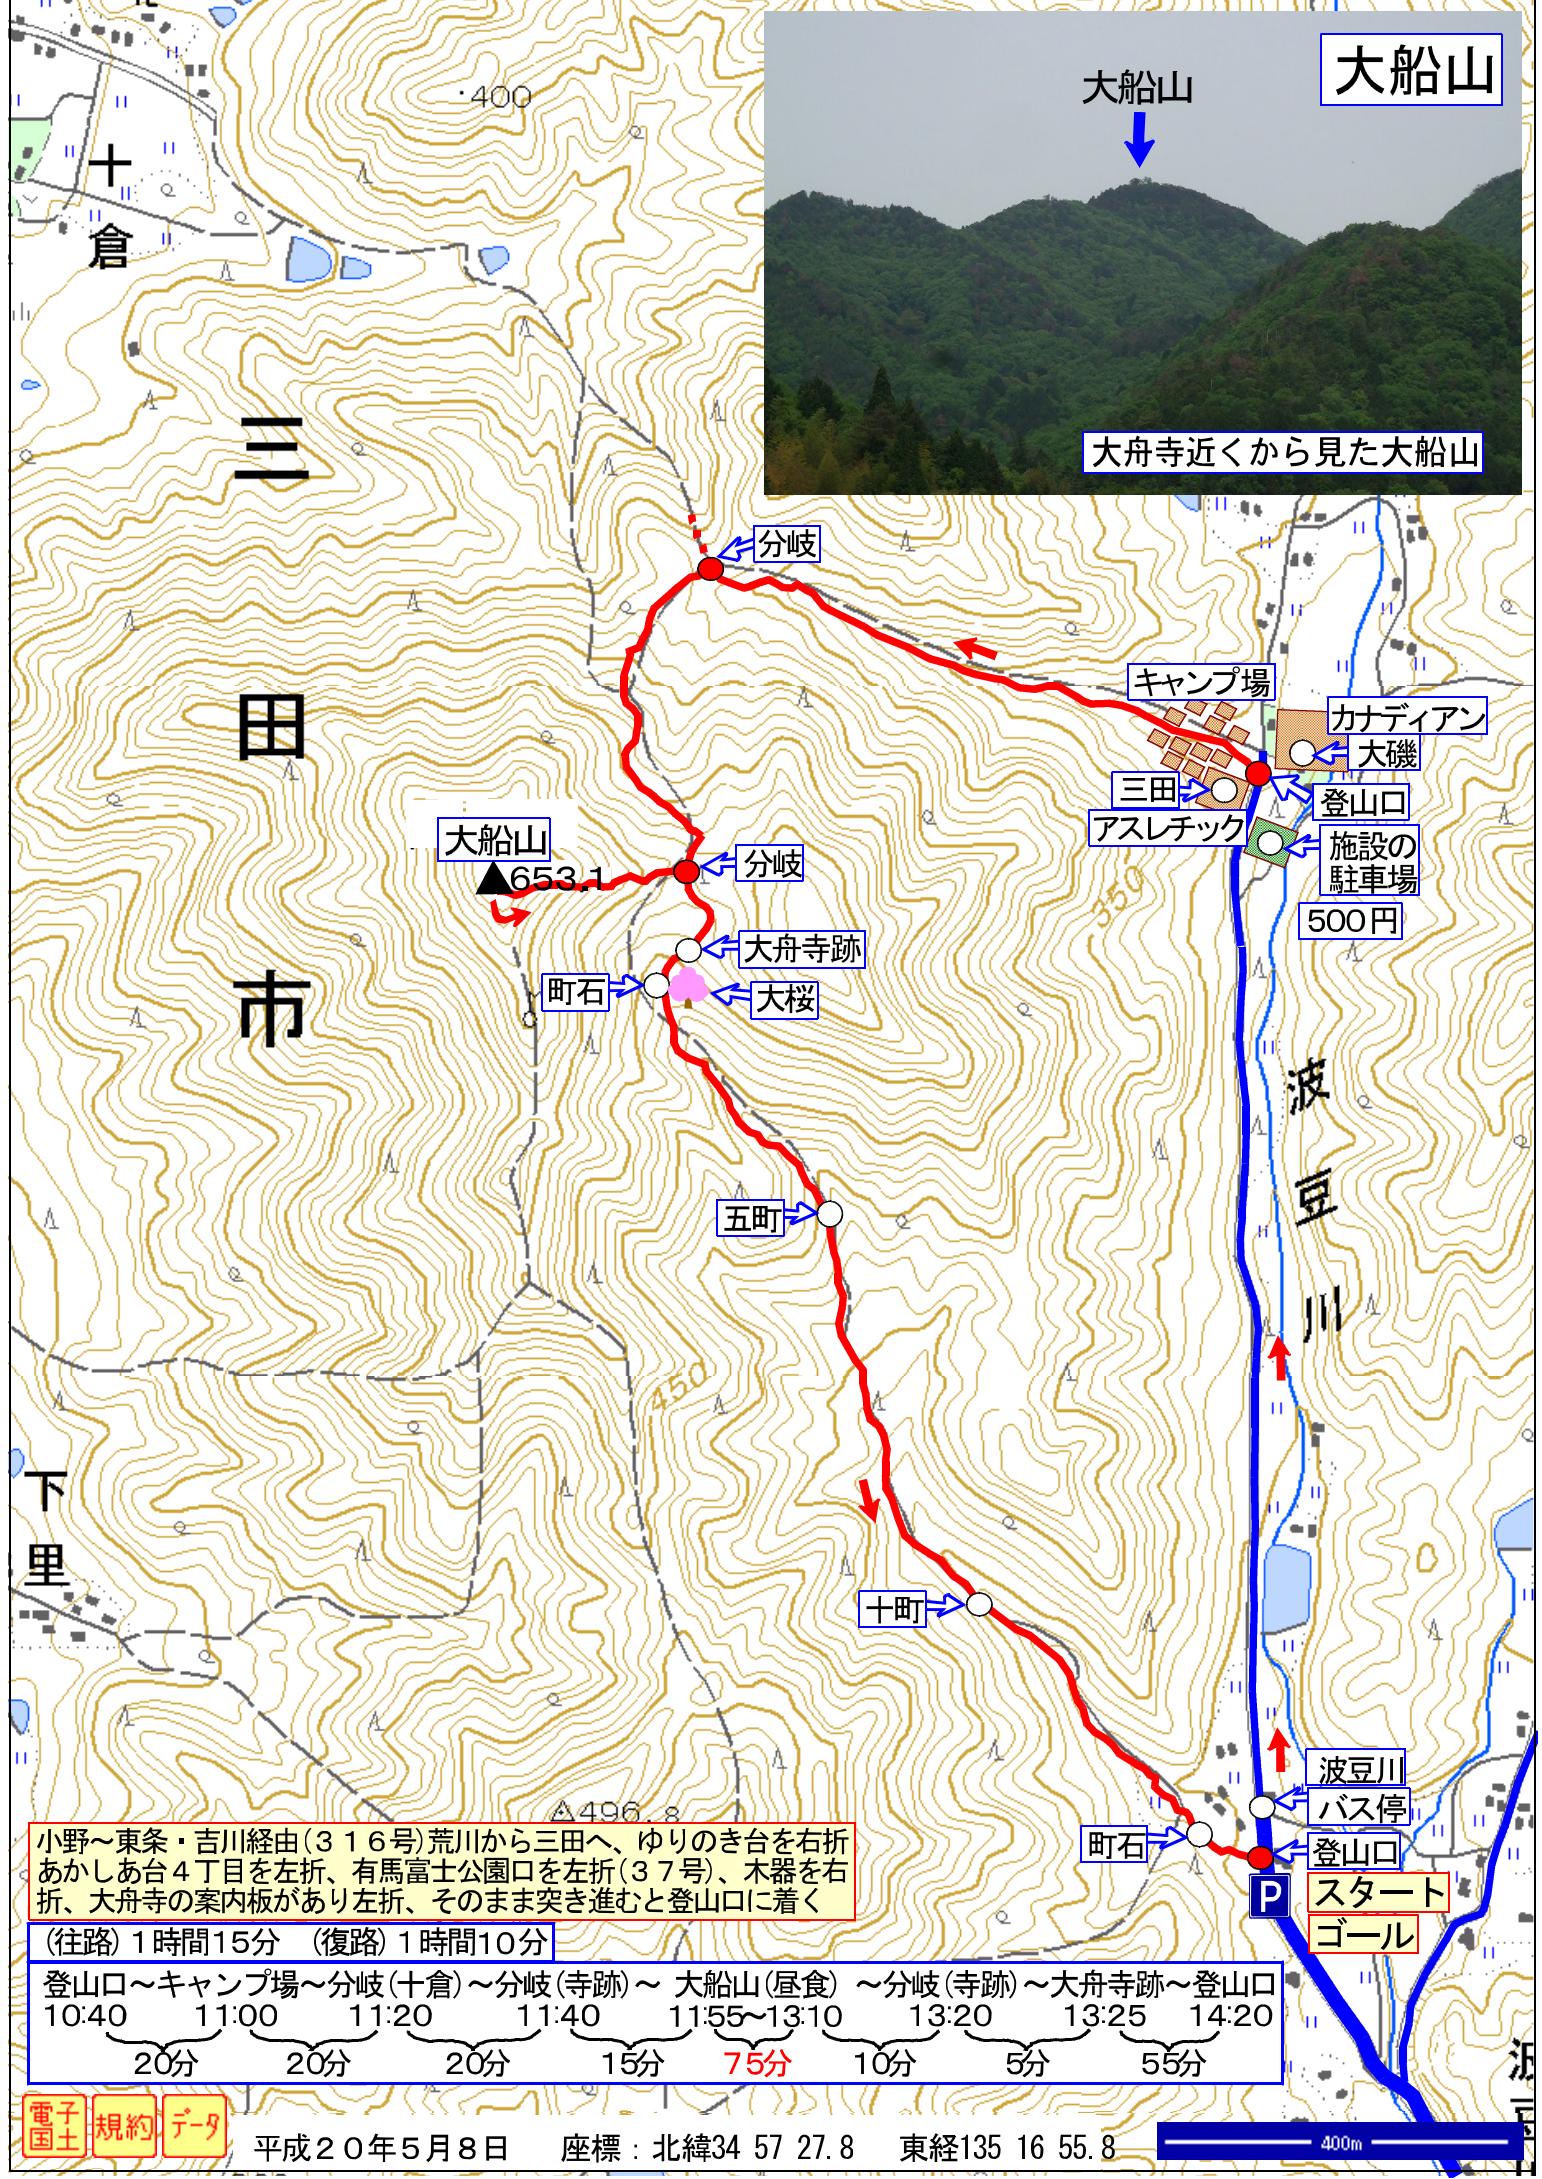 大船山
大船山
大舟寺近くから見た大船山
400
十倉
三田市
分岐
キャンプ場
カナディアン
大磯
三田
アスレチック
登山口
施設の
駐車場
500円
350
大船山
653.1
分岐
大舟寺跡
町石
大桜
波豆川
五町
450
下里
十町
波豆川
バス停
町石
登山口
P
スタート
ゴール
496.8
小野～東条・吉川経由(３１６号)荒川から三田へ、ゆりのき台を右折
あかしあ台４丁目を左折、有馬富士公園口を左折(３７号)、木器を右
折、大舟寺の案内板があり左折、そのまま突き進むと登山口に着く
(往路)１時間15分　(復路)１時間10分
登山口～キャンプ場～分岐(十倉)～分岐(寺跡)～ 大船山(昼食) ～分岐(寺跡)～大舟寺跡～登山口
10:40 11:00 11:20 11:40 11:55～13:10 13:20 13:25 14:20
20分 20分 20分 15分 75分 10分 5分 55分
電子
国土
規約
データ
平成２０年５月８日　座標：北緯34 57 27.8　東経135 16 55.8
400m